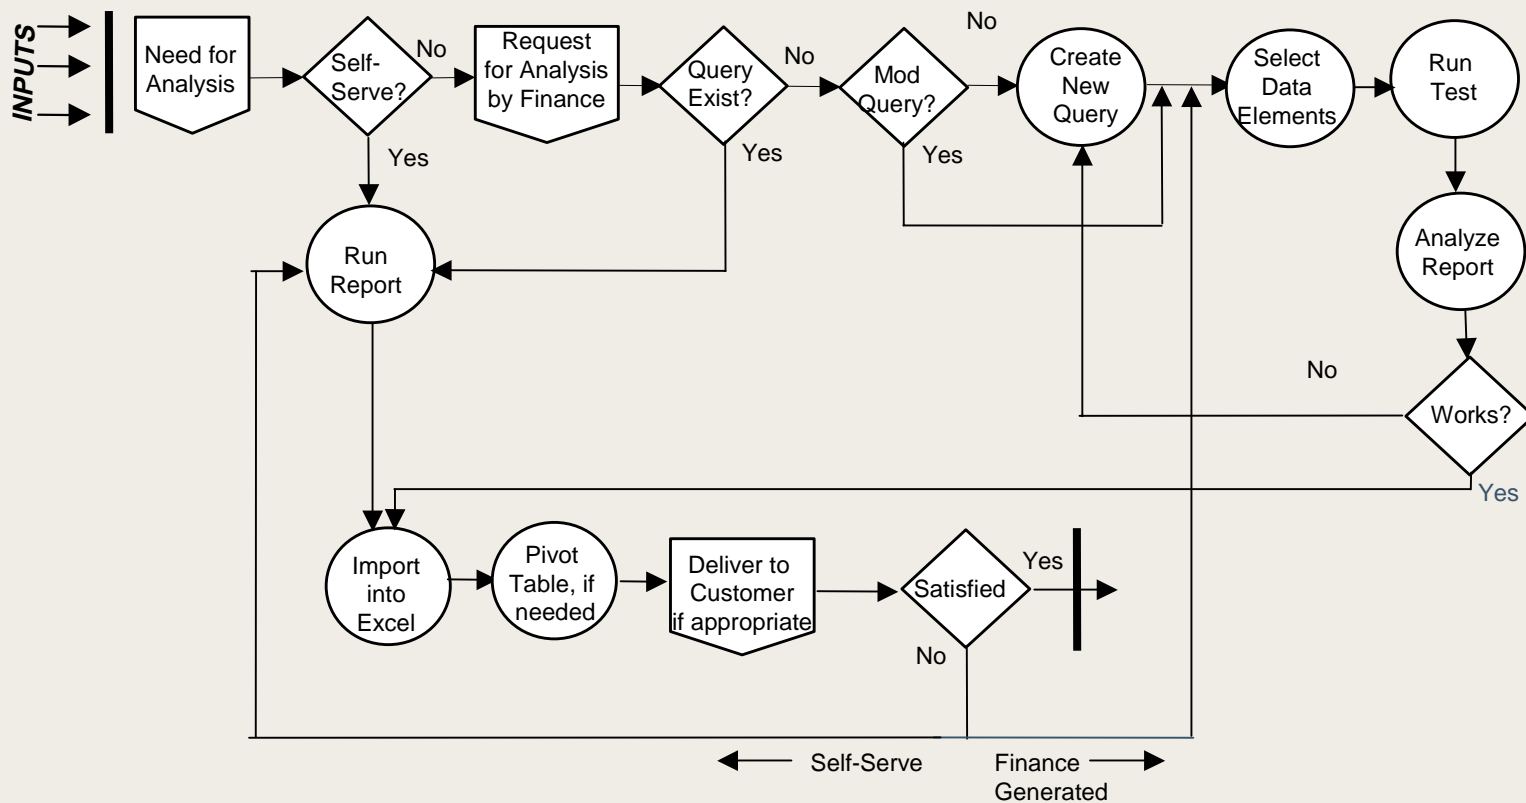 INPUTS
Need for
Analysis
Self-
Serve?
No
Yes
Request
for Analysis
by Finance
Query
Exist?
No
Yes
Mod
Query?
No
Yes
Create
New
Query
Select
Data
Elements
Run
Test
Analyze
Report
Works?
No
Yes
Run
Report
Import
into
Excel
Pivot
Table, if
needed
Deliver to
Customer
if appropriate
Satisfied
Yes
No
Self-Serve
Finance
Generated